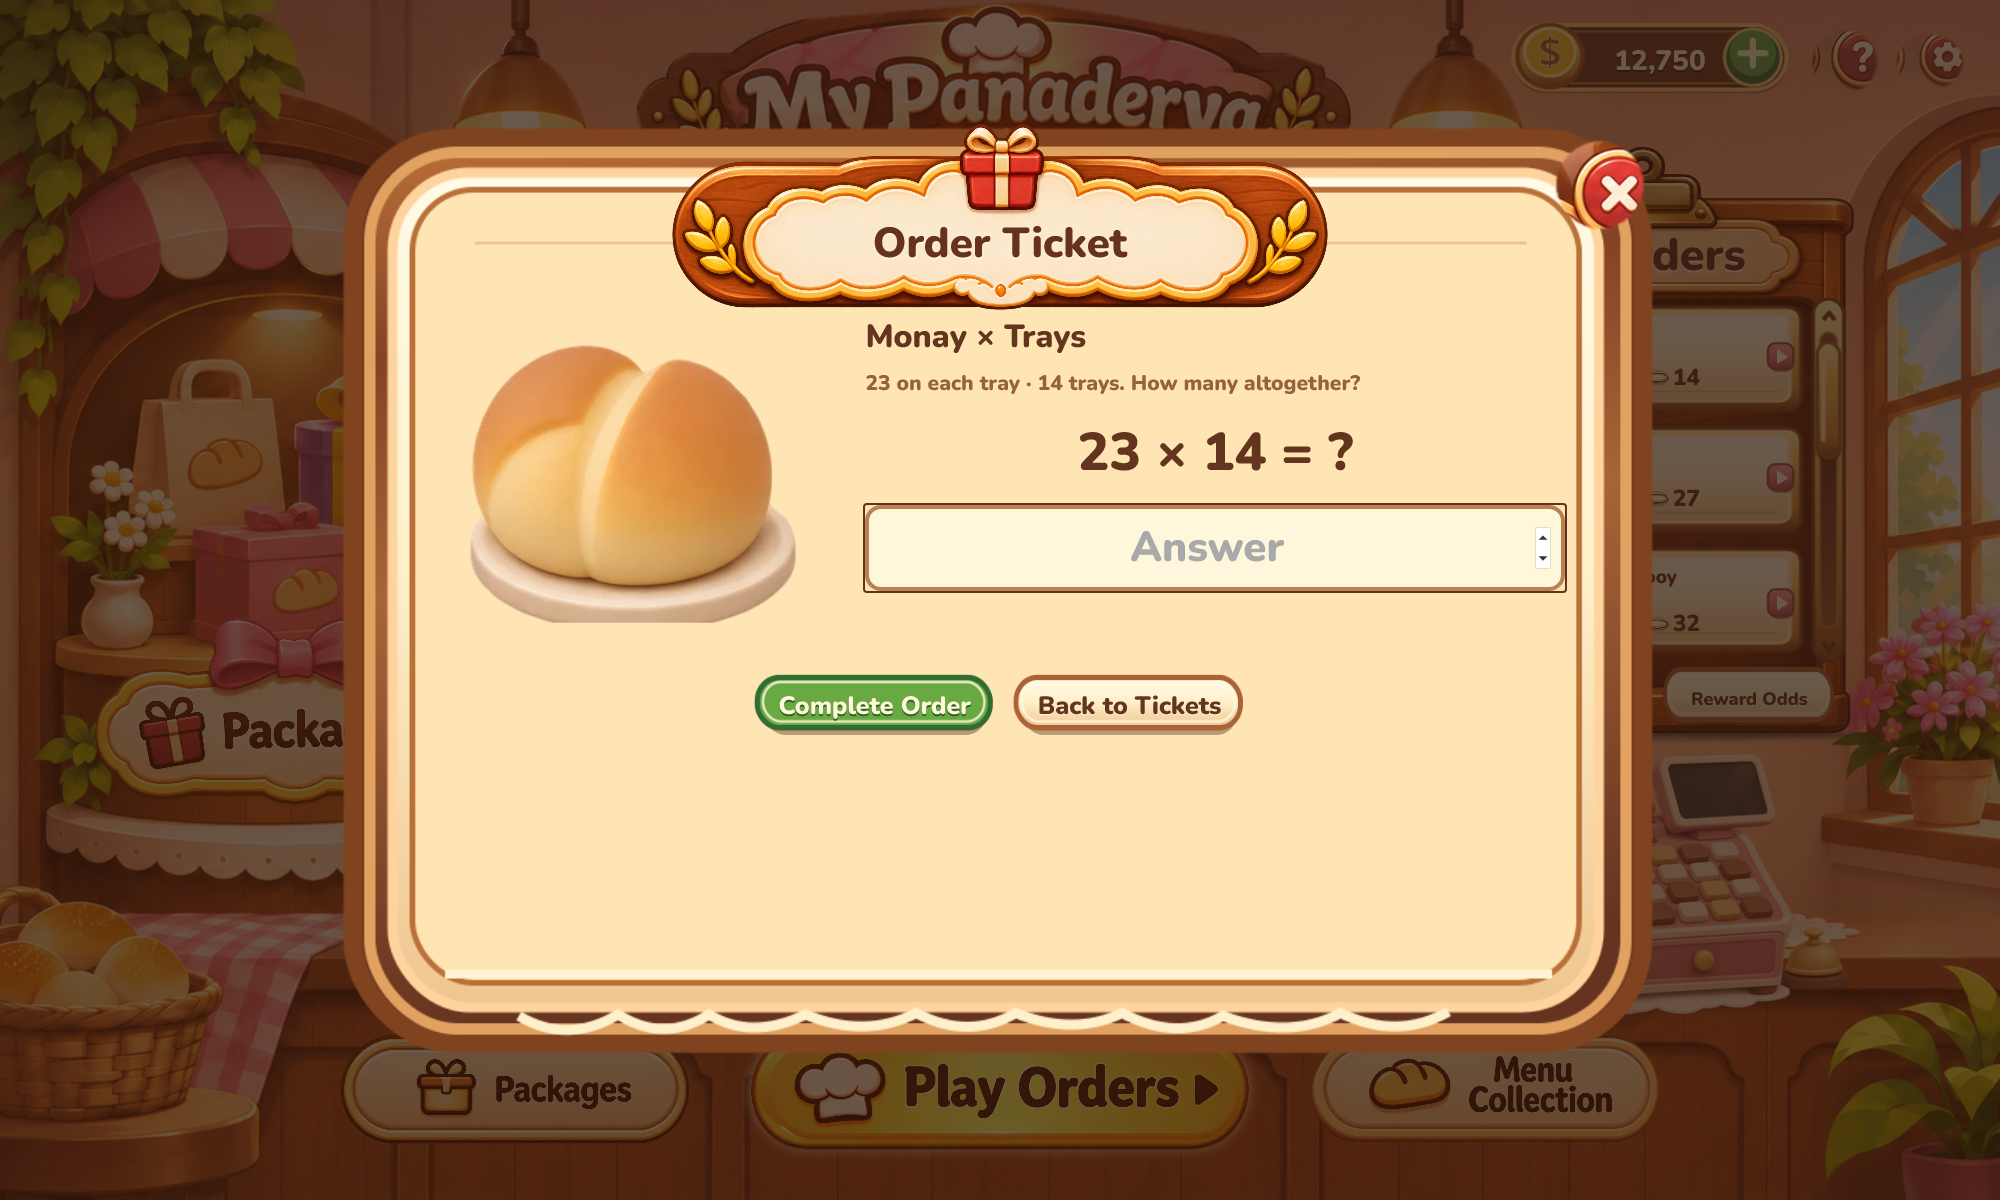 My Panaderya
$ 12,750 + ?
Order Ticket
Monay × Trays
23 on each tray · 14 trays. How many altogether?
23 × 14 = ?
Answer
Complete Order
Back to Tickets
ders
14
27
boy
32
Reward Odds
Packa
Packages
Play Orders
Menu
Collection